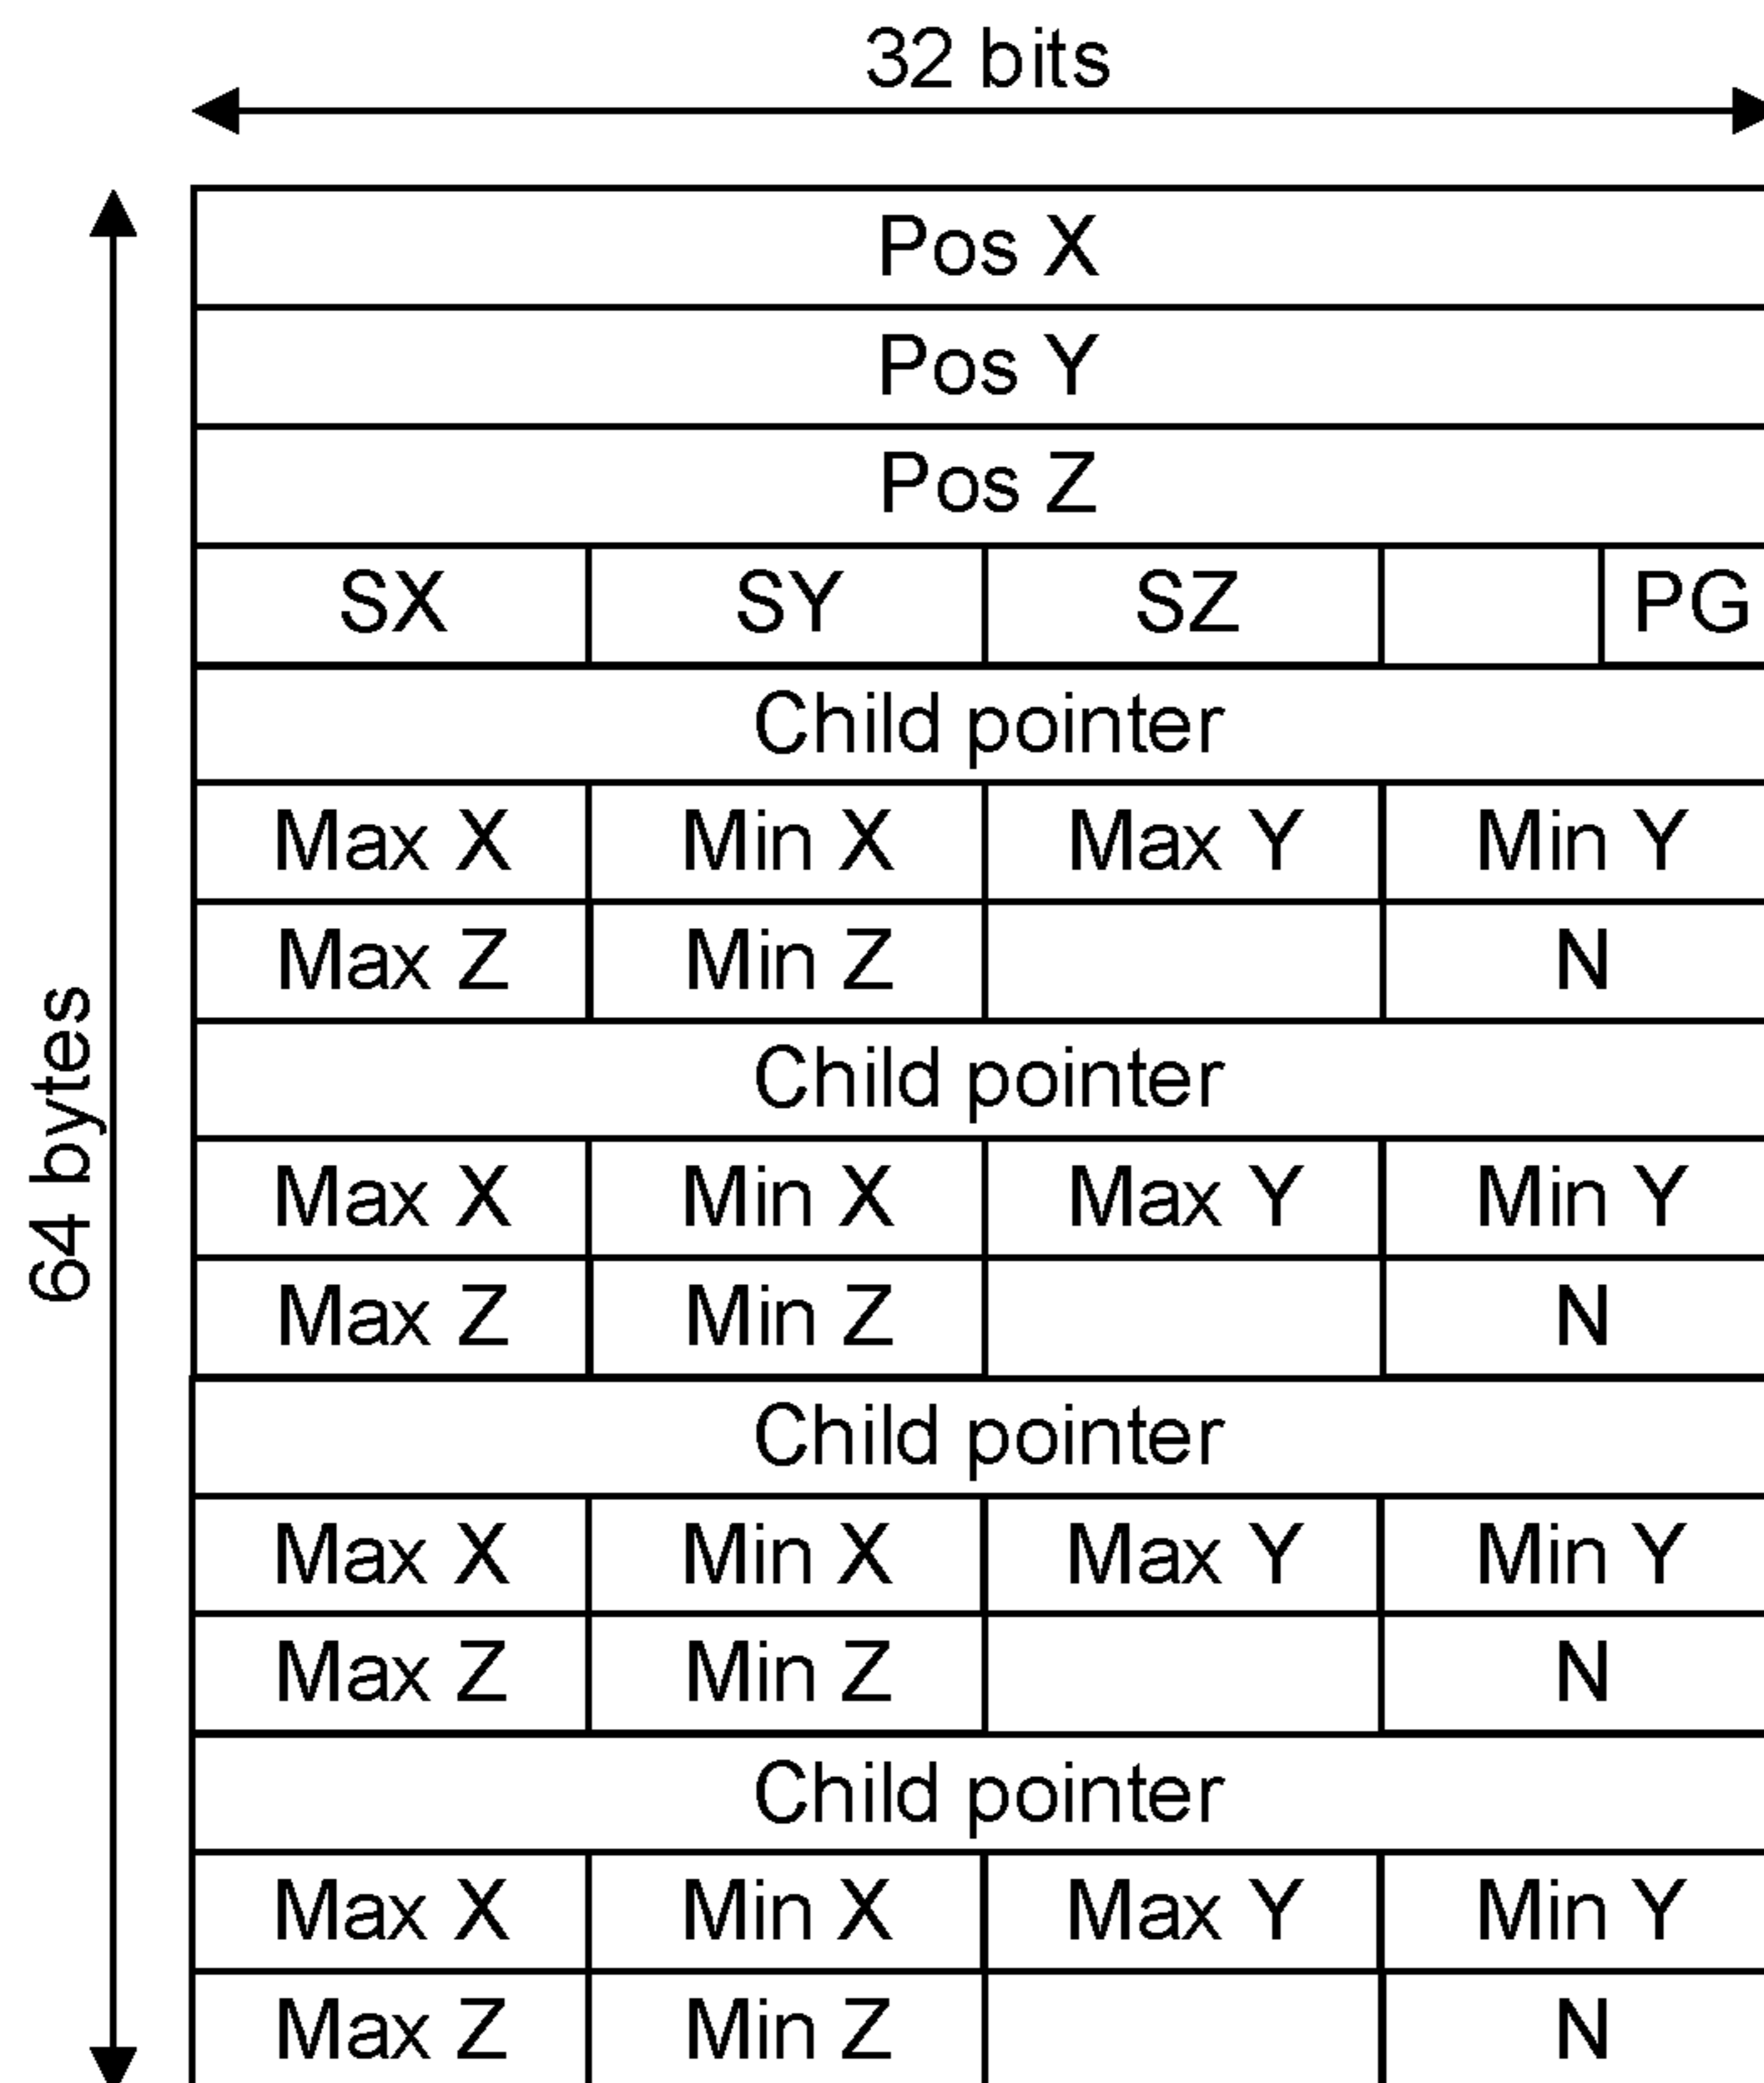 32 bits
64 bytes
Pos X
Pos Y
Pos Z
SX SY SZ PG
Child pointer
Max X Min X Max Y Min Y
Max Z Min Z N
Child pointer
Max X Min X Max Y Min Y
Max Z Min Z N
Child pointer
Max X Min X Max Y Min Y
Max Z Min Z N
Child pointer
Max X Min X Max Y Min Y
Max Z Min Z N